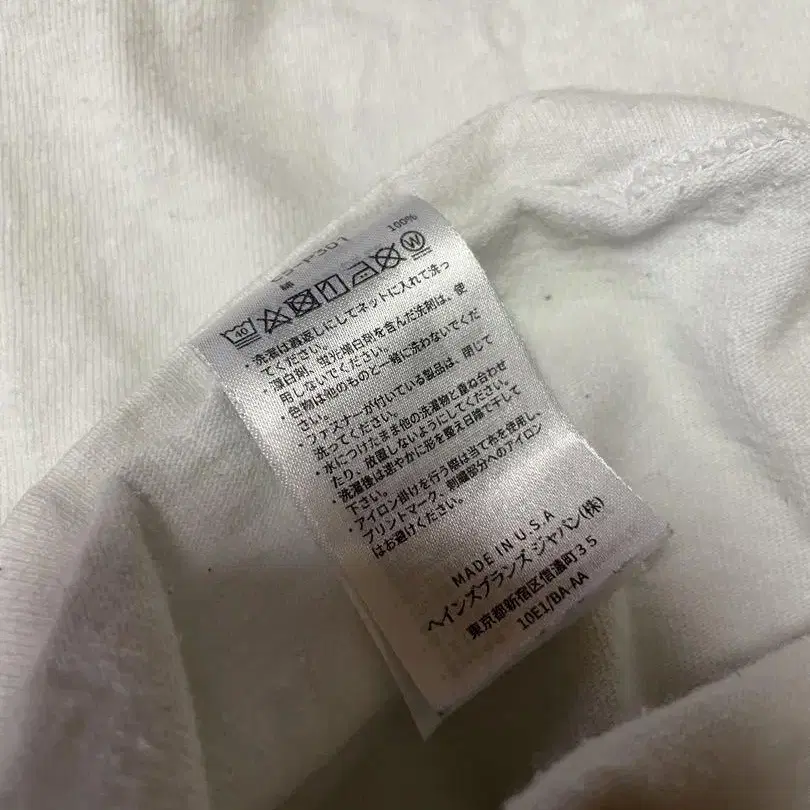 C5-P301
綿 100%
40 W
・洗濯は裏返しにしてネットに入れて洗っ
てください。
・漂白剤、蛍光増白剤を含んだ洗剤は、使
用しないでください。
・色物は他のものと一緒に洗わないでくだ
さい。
・ファスナーが付いている製品は、閉じて
洗ってください。
・水につけたまま他の洗濯物と重ね合わせ
たり、放置しないようにしてください。
・洗濯後は速やかに形を整え日陰で干して
下さい。
・アイロン掛けを行う際は当て布を使用し、
プリントマーク、刺繍部分へのアイロン
はお避けください。
MADE IN U.S.A
ヘインズブランズ ジャパン(株)
東京都新宿区信濃町35
10E1/BA-AA